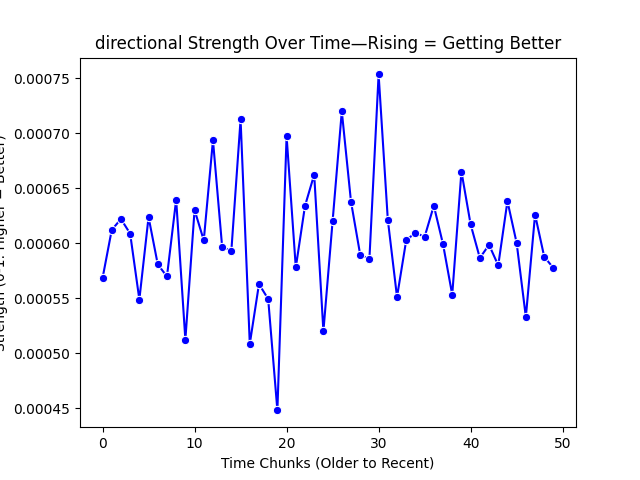 directional Strength Over Time—Rising = Getting Better
0.00075
0.00070
0.00065
0.00060
0.00055
0.00050
0.00045
0 10 20 30 40 50
Time Chunks (Older to Recent)